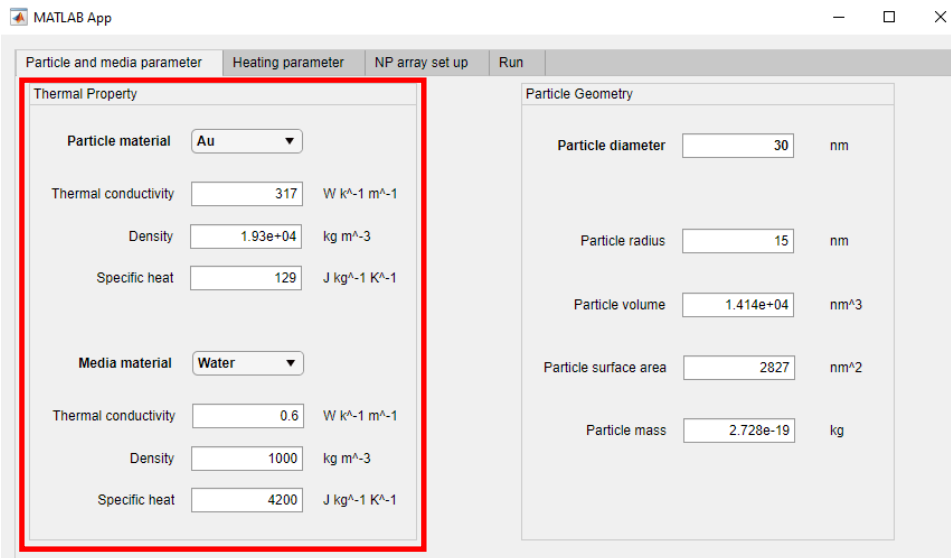 MATLAB App
Particle and media parameter Heating parameter NP array set up Run
Thermal Property
Particle material Au
Thermal conductivity 317 W k^-1 m^-1
Density 1.93e+04 kg m^-3
Specific heat 129 J kg^-1 K^-1
Media material Water
Thermal conductivity 0.6 W k^-1 m^-1
Density 1000 kg m^-3
Specific heat 4200 J kg^-1 K^-1
Particle Geometry
Particle diameter 30 nm
Particle radius 15 nm
Particle volume 1.414e+04 nm^3
Particle surface area 2827 nm^2
Particle mass 2.728e-19 kg